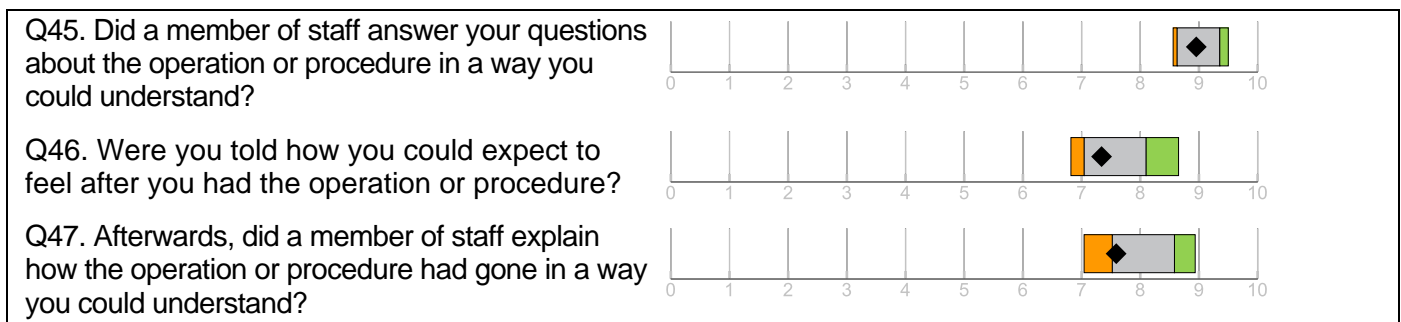 Q45. Did a member of staff answer your questions
about the operation or procedure in a way you
could understand?
0 1 2 3 4 5 6 7 8 9 10
Q46. Were you told how you could expect to
feel after you had the operation or procedure?
0 1 2 3 4 5 6 7 8 9 10
Q47. Afterwards, did a member of staff explain
how the operation or procedure had gone in a way
you could understand?
0 1 2 3 4 5 6 7 8 9 10